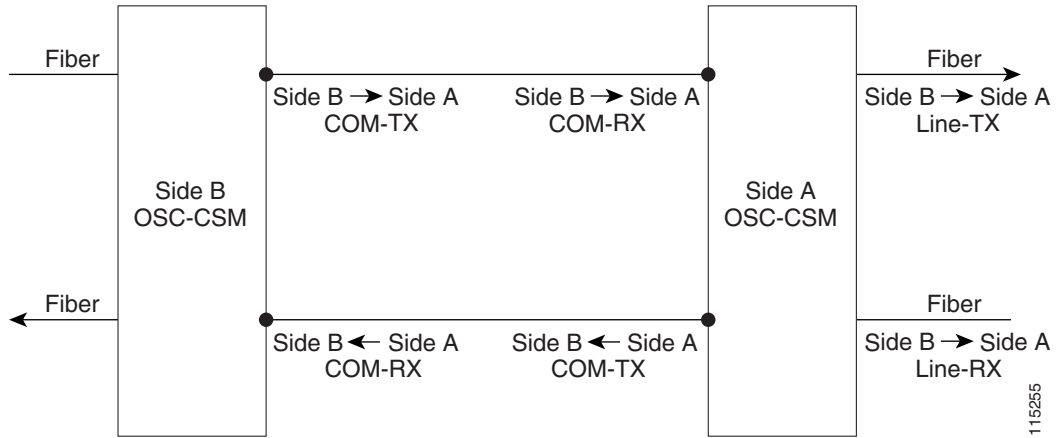 Fiber
Fiber
Side B → Side A
COM-TX
Side B → Side A
COM-RX
Side B → Side A
Line-TX
Side B
OSC-CSM
Side A
OSC-CSM
Fiber
Fiber
Side B ← Side A
COM-RX
Side B ← Side A
COM-TX
Side B → Side A
Line-RX
115255